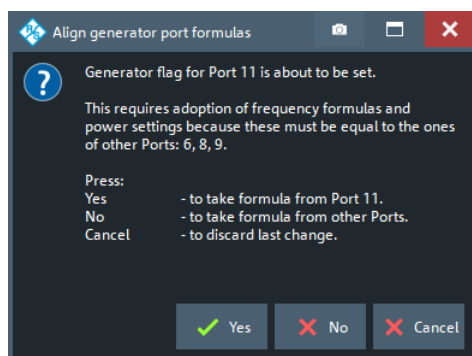 Align generator port formulas
Generator flag for Port 11 is about to be set.
This requires adoption of frequency formulas and
power settings because these must be equal to the ones
of other Ports: 6, 8, 9.
Press:
Yes - to take formula from Port 11.
No - to take formula from other Ports.
Cancel - to discard last change.
Yes No Cancel